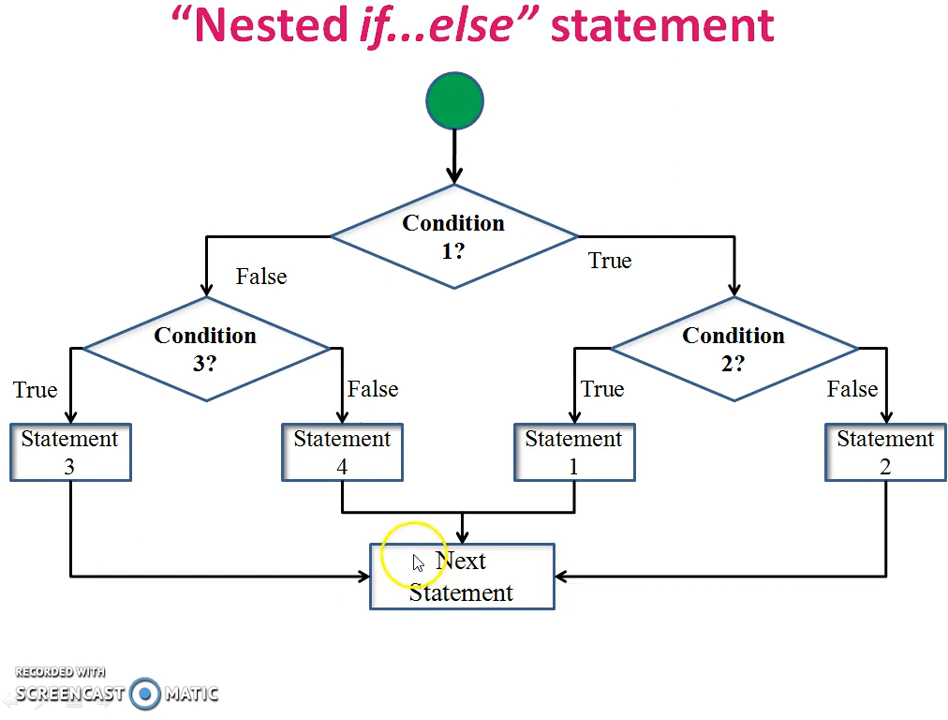 “Nested if...else” statement
Condition
1?
False
True
Condition
3?
Condition
2?
True
False
True
False
Statement
3
Statement
4
Statement
1
Statement
2
Next
Statement
RECORDED WITH
SCREENCAST MATIC